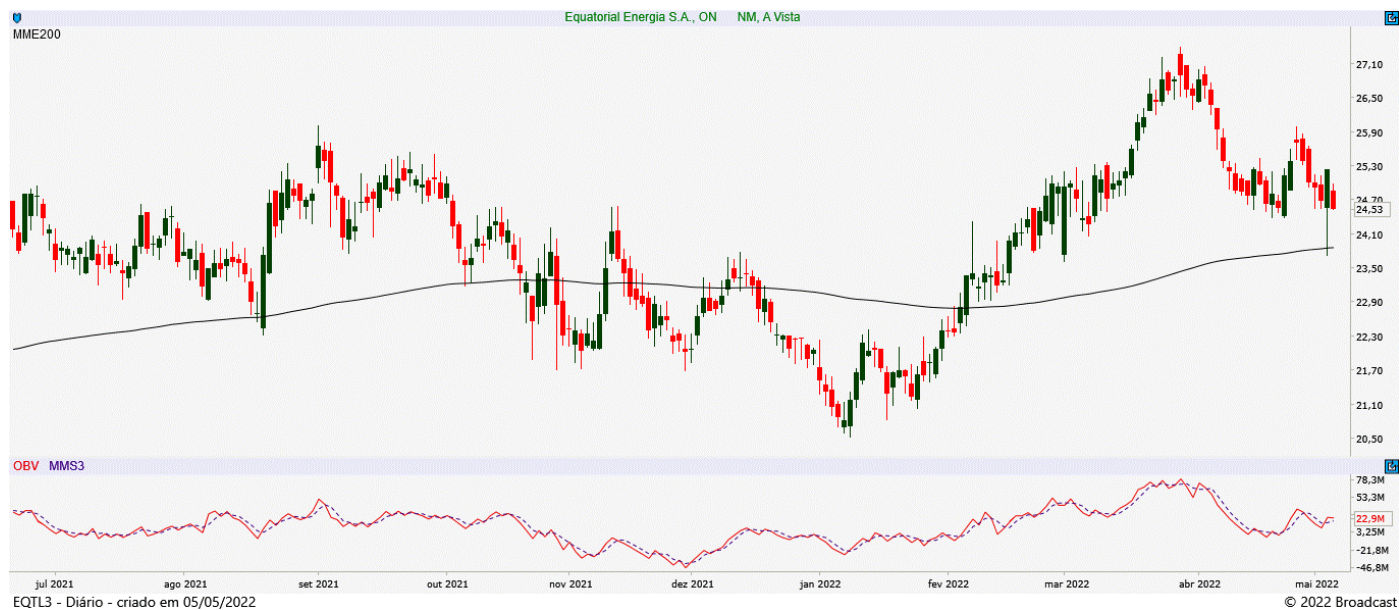 Equatorial Energia S.A., ON NM, A Vista
MME200
27,10
26,50
25,90
25,30
24,70
24,53
24,10
23,50
22,90
22,30
21,70
21,10
20,50
OBV MMS3
78,3M
53,3M
22,9M
3,25M
-21,8M
-46,8M
jul 2021 ago 2021 set 2021 out 2021 nov 2021 dez 2021 jan 2022 fev 2022 mar 2022 abr 2022 mai 2022
EQTL3 - Diário - criado em 05/05/2022 © 2022 Broadcast